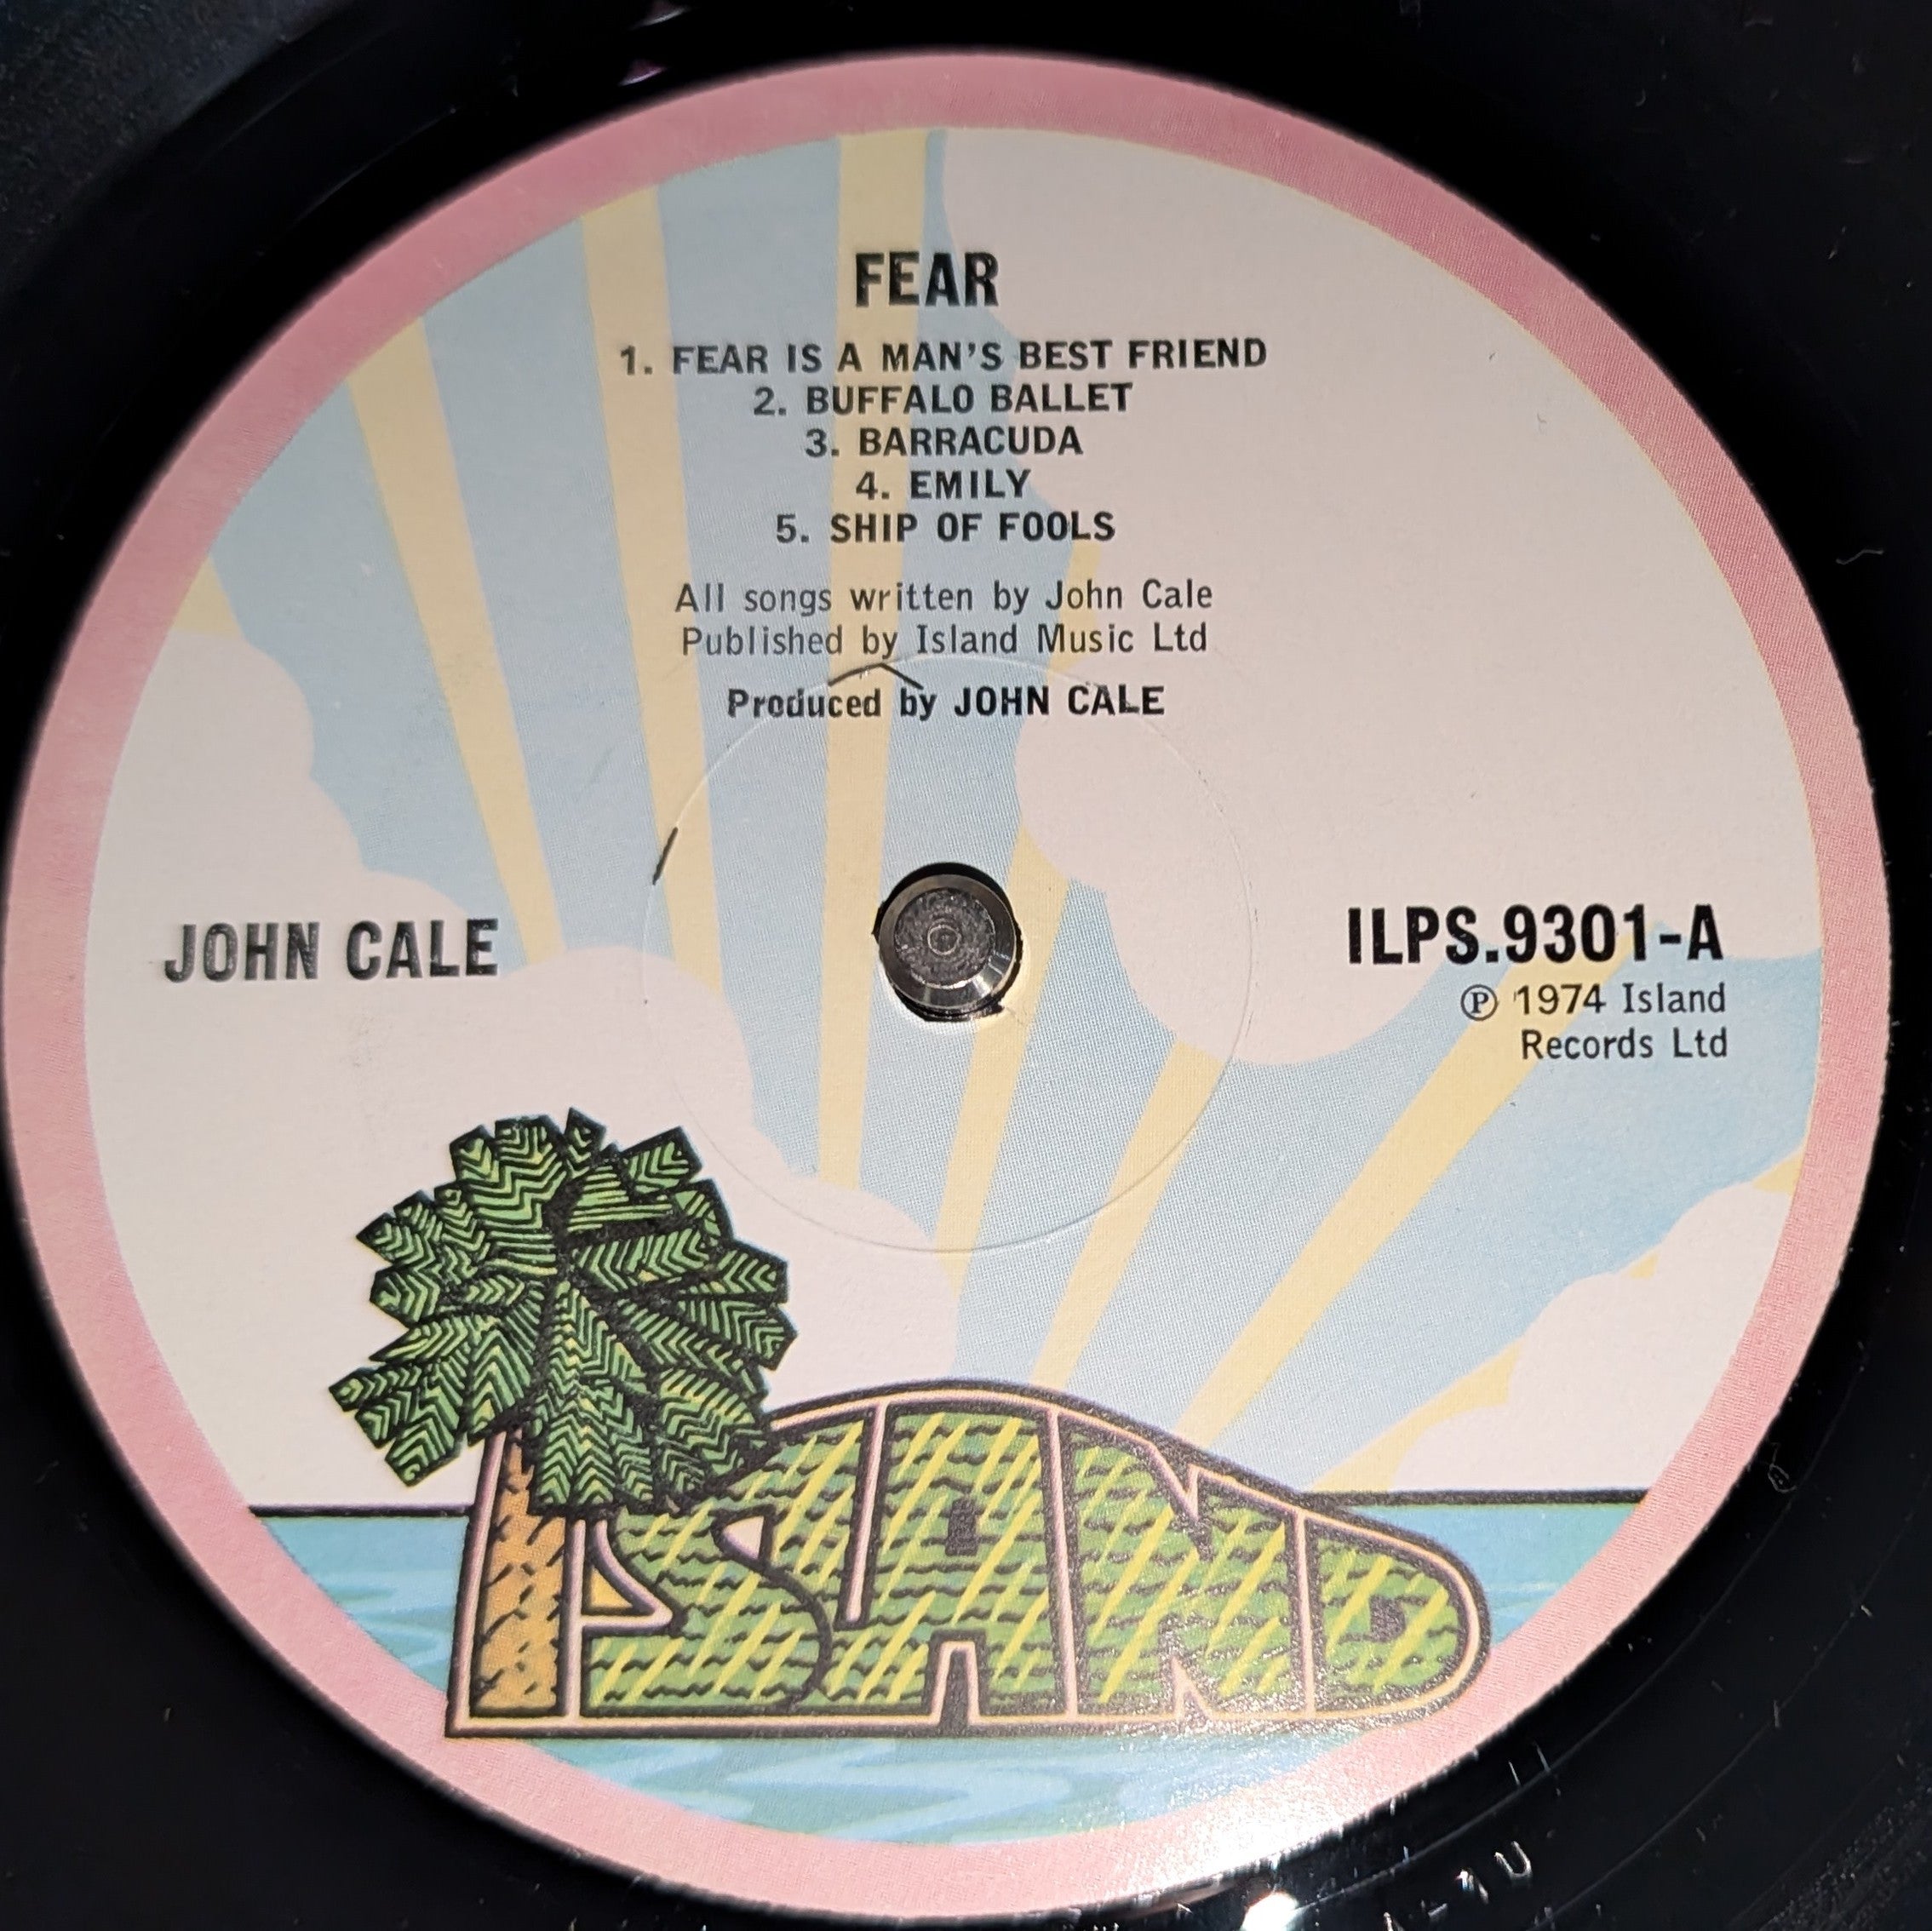 FEAR
1. FEAR IS A MAN'S BEST FRIEND
2. BUFFALO BALLET
3. BARRACUDA
4. EMILY
5. SHIP OF FOOLS
All songs written by John Cale
Published by Island Music Ltd
Produced by JOHN CALE
JOHN CALE
ILPS.9301-A
Ⓟ 1974 Island
Records Ltd
ISLAND